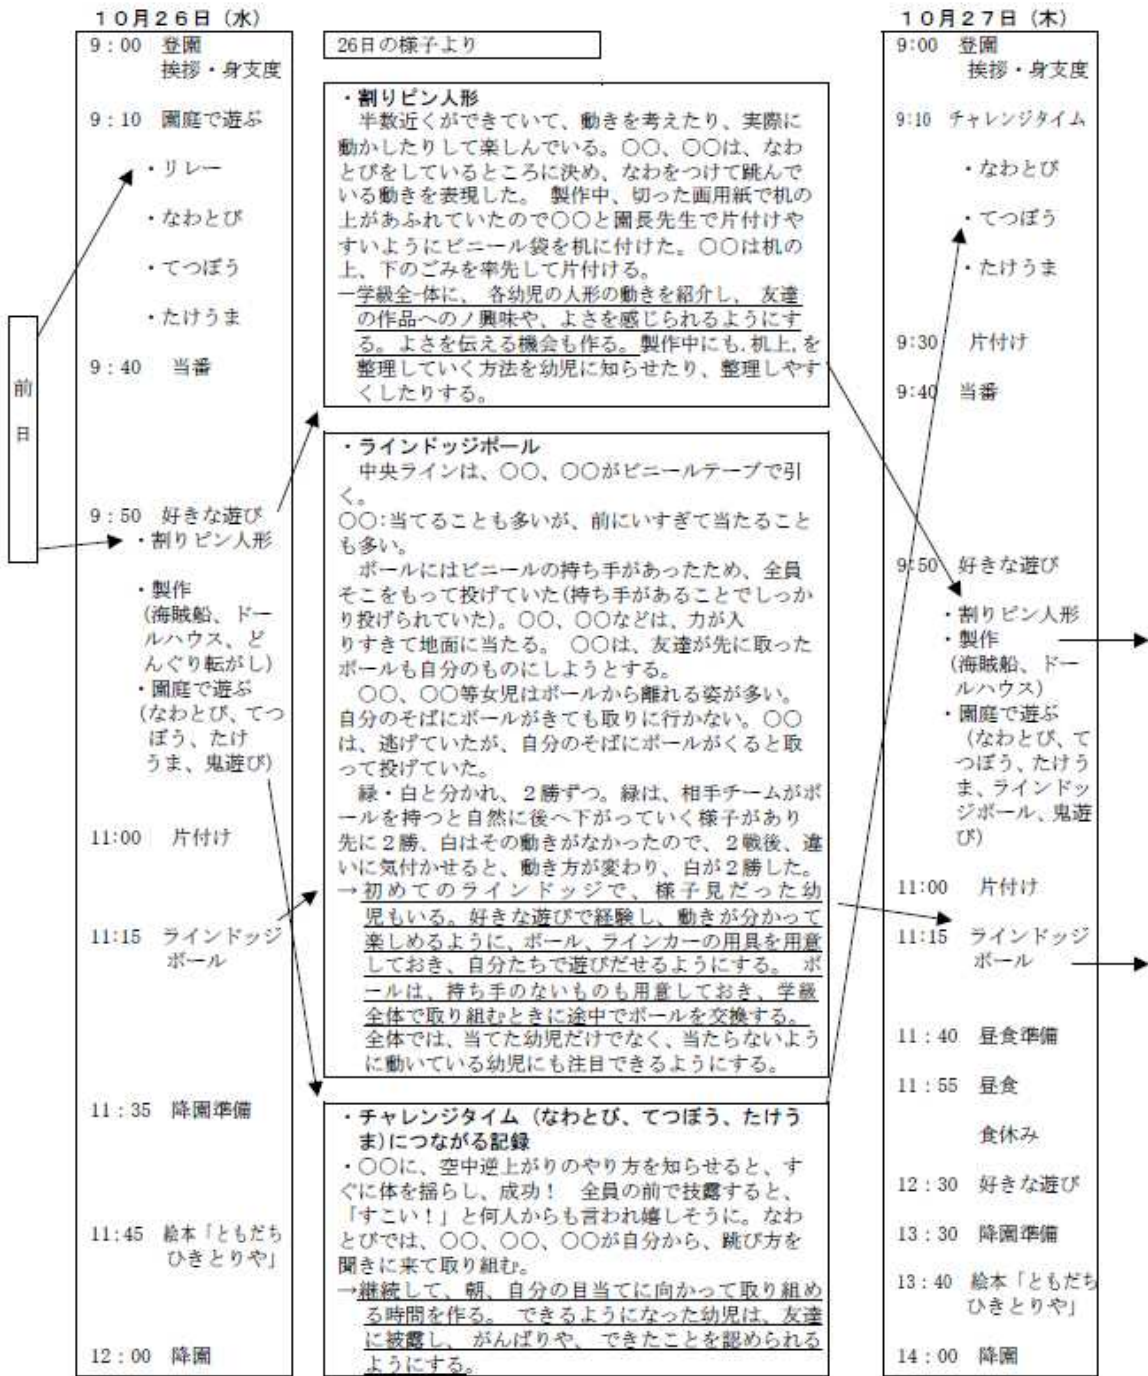 10月26日(水)
9:00 登園
挨拶・身支度
9:10 園庭で遊ぶ
・リレー
・なわとび
・てつぼう
・たけうま
9:40 当番
9:50 好きな遊び
・割りピン人形
・製作
(海賊船、ドー
ルハウス、ど
んぐり転がし)
・園庭で遊ぶ
(なわとび、てつ
ぼう、たけ
うま、鬼遊び)
11:00 片付け
11:15 ラインドッジ
ボール
11:35 降園準備
11:45 絵本「ともだち
ひきとりや」
12:00 降園
前
日
26日の様子より
・割りピン人形
半数近くができていて、動きを考えたり、実際に
動かしたりして楽しんでいる。○○、○○は、なわ
とびをしているところに決め、なわをつけて跳んで
いる動きを表現した。 製作中、切った画用紙で机の
上があふれていたので○○と園長先生で片付けや
すいようにビニール袋を机に付けた。○○は机の
上、下のごみを率先して片付ける。
―学級全-体に、 各幼児の人形の動きを紹介し、 友達
の作品へのノ興味や、よさを感じられるようにす
る。よさを伝える機会も作る。製作中にも.机上.を
整理していく方法を幼児に知らせたり、整理しやす
くしたりする。
・ラインドッジボール
中央ラインは、○○、○○がビニールテープで引
く。
○○:当てることも多いが、前にいすぎて当たること
も多い。
ボールにはビニールの持ち手があったため、全員
そこをもって投げていた(持ち手があることでしっか
り投げられていた)。○○、○○などは、力が入
りすぎて地面に当たる。 ○○は、友達が先に取った
ボールも自分のものにしようとする。
○○、○○等女児はボールから離れる姿が多い。
自分のそばにボールがきても取りに行かない。○○
は、逃げていたが、自分のそばにボールがくると取
って投げていた。
緑・白と分かれ、2勝ずつ。緑は、相手チームがボ
ールを持つと自然に後へ下がっていく様子があり
先に2勝、白はその動きがなかったので、2戦後、違
いに気付かせると、動き方が変わり、白が2勝した。
→初めてのラインドッジで、様子見だった幼
児もいる。好きな遊びで経験し、動きが分かって
楽しめるように、ボール、ラインカーの用具を用意
しておき、自分たちで遊びだせるようにする。 ボ
ールは、持ち手のないものも用意しておき、学級
全体で取り組むときに途中でボールを交換する。
全体では、当てた幼児だけでなく、当たらないよう
に動いている幼児にも注目できるようにする。
・チャレンジタイム(なわとび、てつぼう、たけう
ま)につながる記録
・○○に、空中逆上がりのやり方を知らせると、す
ぐに体を揺らし、成功! 全員の前で技露すると、
「すこい!」と何人からも言われ嬉しそうに。なわ
とびでは、○○、○○、○○が自分から、跳び方を
聞きに来て取り組む。
→継続して、朝、自分の目当てに向かって取り組め
る時間を作る。 できるようになった幼児は、友達
に披露し、 がんばりや、 できたことを認められる
ようにする。
10月27日(木)
9:00 登園
挨拶・身支度
9:10 チャレンジタイム
・なわとび
・てつぼう
・たけうま
9:30 片付け
9:40 当番
9:50 好きな遊び
・割りピン人形
・製作
(海賊船、ドー
ルハウス)
・園庭で遊ぶ
(なわとび、て
つぼう、たけう
ま、ラインドッ
ジボール、鬼遊
び)
11:00 片付け
11:15 ラインドッジ
ボール
11:40 昼食準備
11:55 昼食
食休み
12:30 好きな遊び
13:30 降園準備
13:40 絵本「ともだち
ひきとりや」
14:00 降園